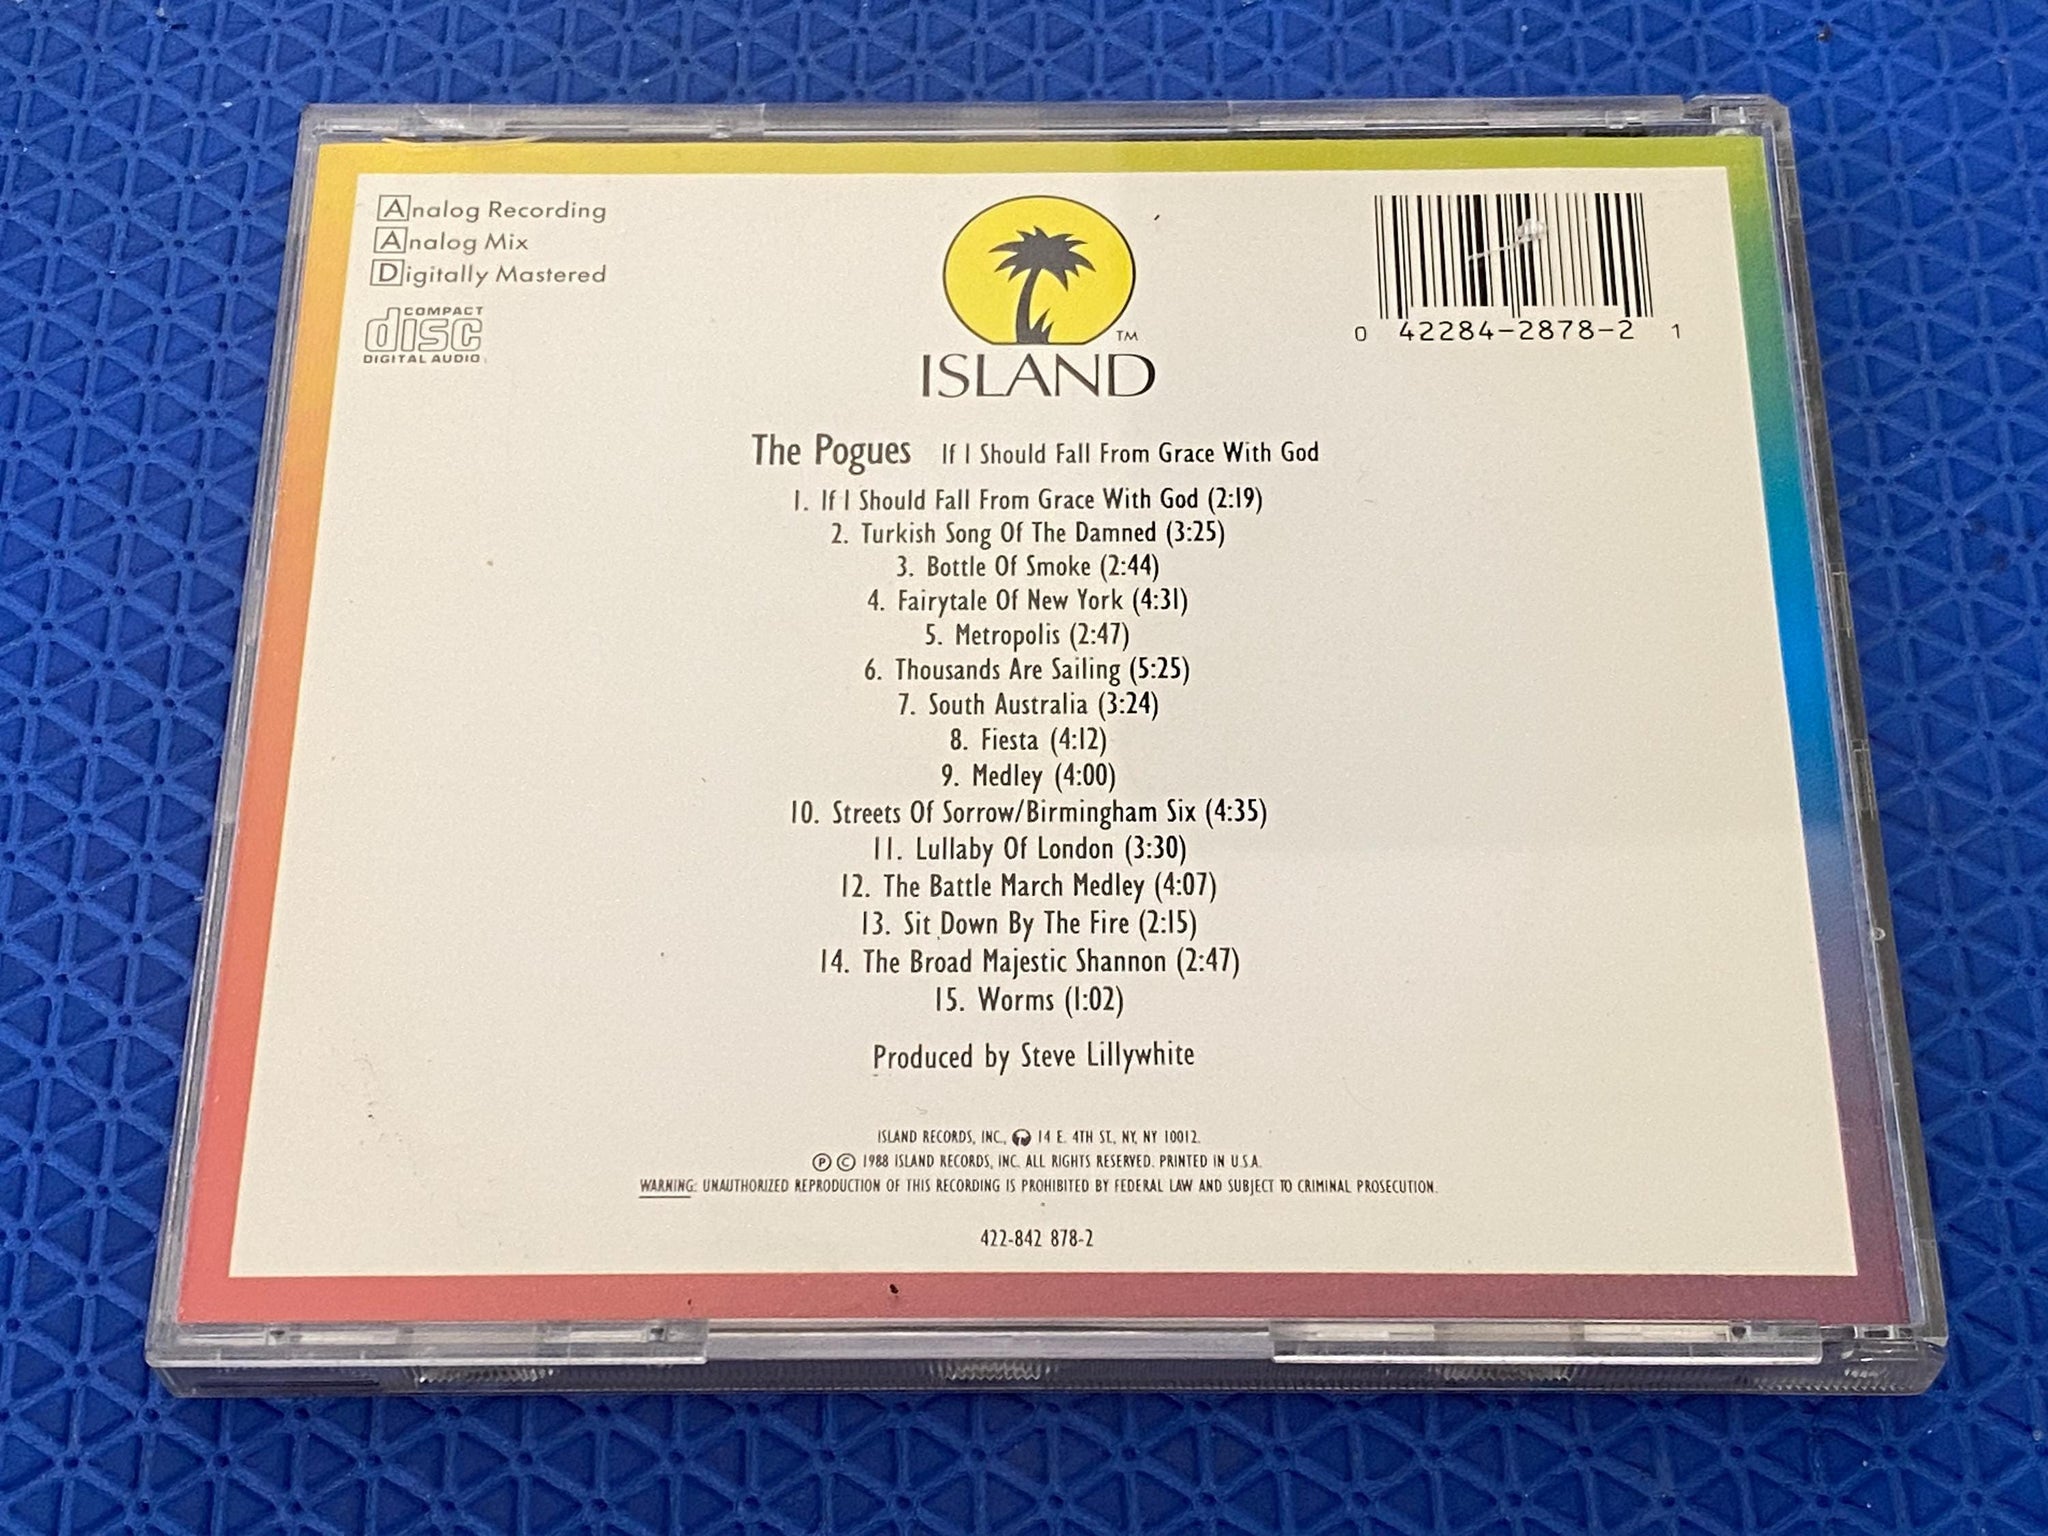 Analog Recording
Analog Mix
Digitally Mastered
COMPACT
disc
DIGITAL AUDIO
TM
ISLAND
0 42284-2878-2 1
The Pogues If I Should Fall From Grace With God
1. If I Should Fall From Grace With God (2:19)
2. Turkish Song Of The Damned (3:25)
3. Bottle Of Smoke (2:44)
4. Fairytale Of New York (4:31)
5. Metropolis (2:47)
6. Thousands Are Sailing (5:25)
7. South Australia (3:24)
8. Fiesta (4:12)
9. Medley (4:00)
10. Streets Of Sorrow/Birmingham Six (4:35)
11. Lullaby Of London (3:30)
12. The Battle March Medley (4:07)
13. Sit Down By The Fire (2:15)
14. The Broad Majestic Shannon (2:47)
15. Worms (1:02)
Produced by Steve Lillywhite
ISLAND RECORDS, INC., 14 E. 4TH ST., NY, NY 10012.
Ⓟ © 1988 ISLAND RECORDS, INC. ALL RIGHTS RESERVED. PRINTED IN U.S.A.
WARNING: UNAUTHORIZED REPRODUCTION OF THIS RECORDING IS PROHIBITED BY FEDERAL LAW AND SUBJECT TO CRIMINAL PROSECUTION.
422-842 878-2